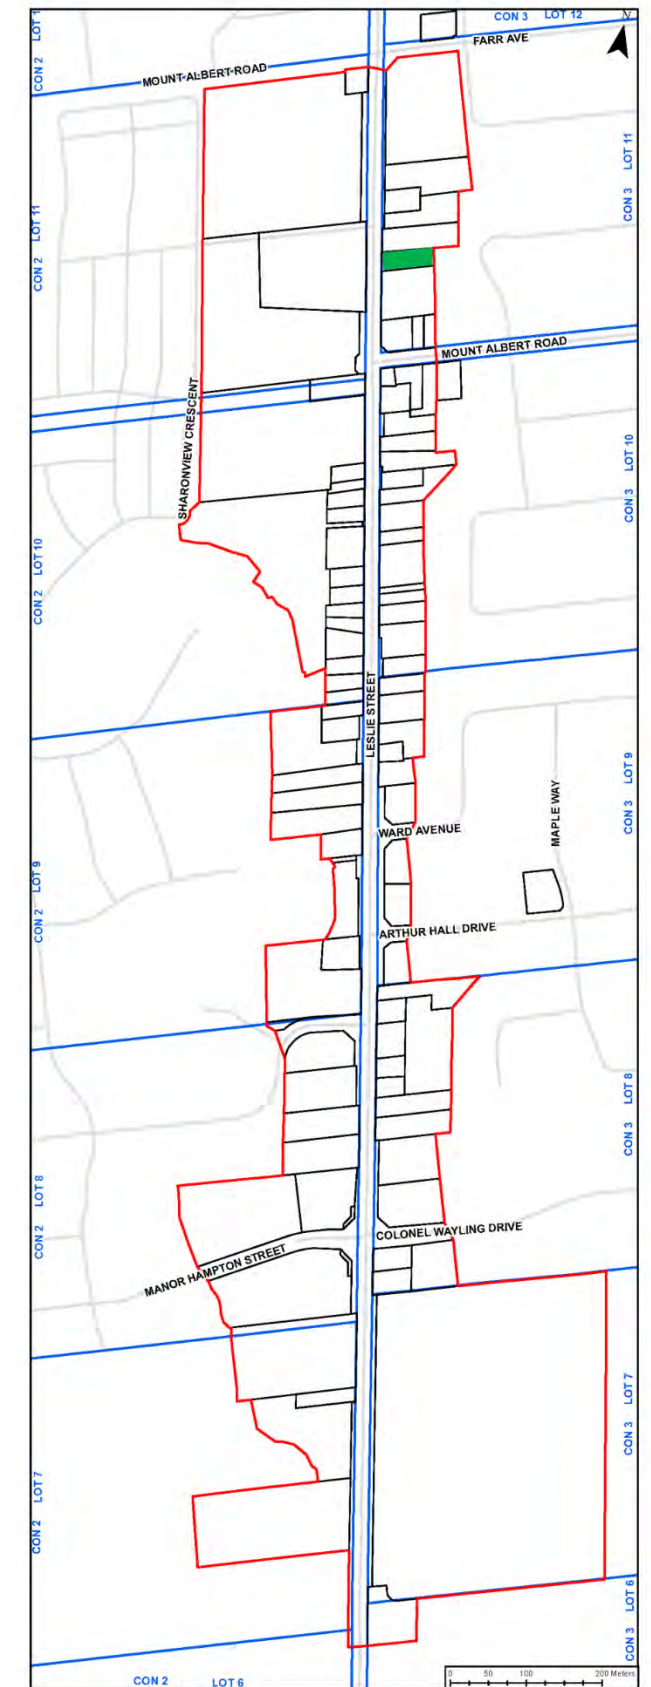 CON 3 LOT 12
N
LOT 1
FARR AVE
CON 2
MOUNT ALBERT ROAD
LOT 11
CON 3
LOT 11
CON 2
MOUNT ALBERT ROAD
SHARONVIEW CRESCENT
LOT 10
CON 3
LOT 10
CON 2
LESLIE STREET
LOT 9
CON 3
MAPLE WAY
WARD AVENUE
LOT 9
CON 2
ARTHUR HALL DRIVE
LOT 8
CON 3
LOT 8
CON 2
COLONEL WAYLING DRIVE
MANOR HAMPTON STREET
LOT 7
CON 3
LOT 7
CON 2
LOT 6
CON 3
CON 2 LOT 6
0 50 100 200 Meters